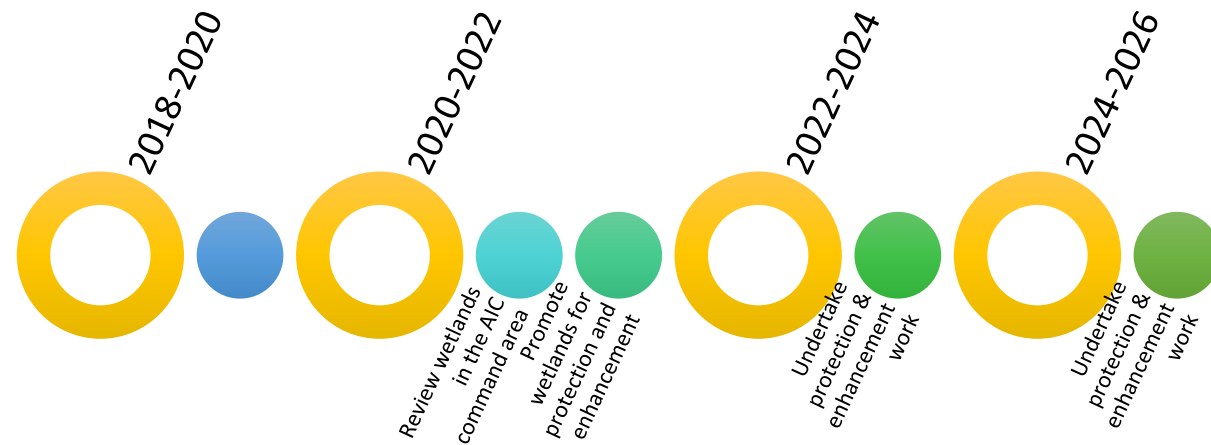 2018-2020
2020-2022
Review wetlands
in the AIC
command area
Promote
wetlands for
protection and
enhancement
2022-2024
Undertake
protection &
enhancement
work
2024-2026
Undertake
protection &
enhancement
work